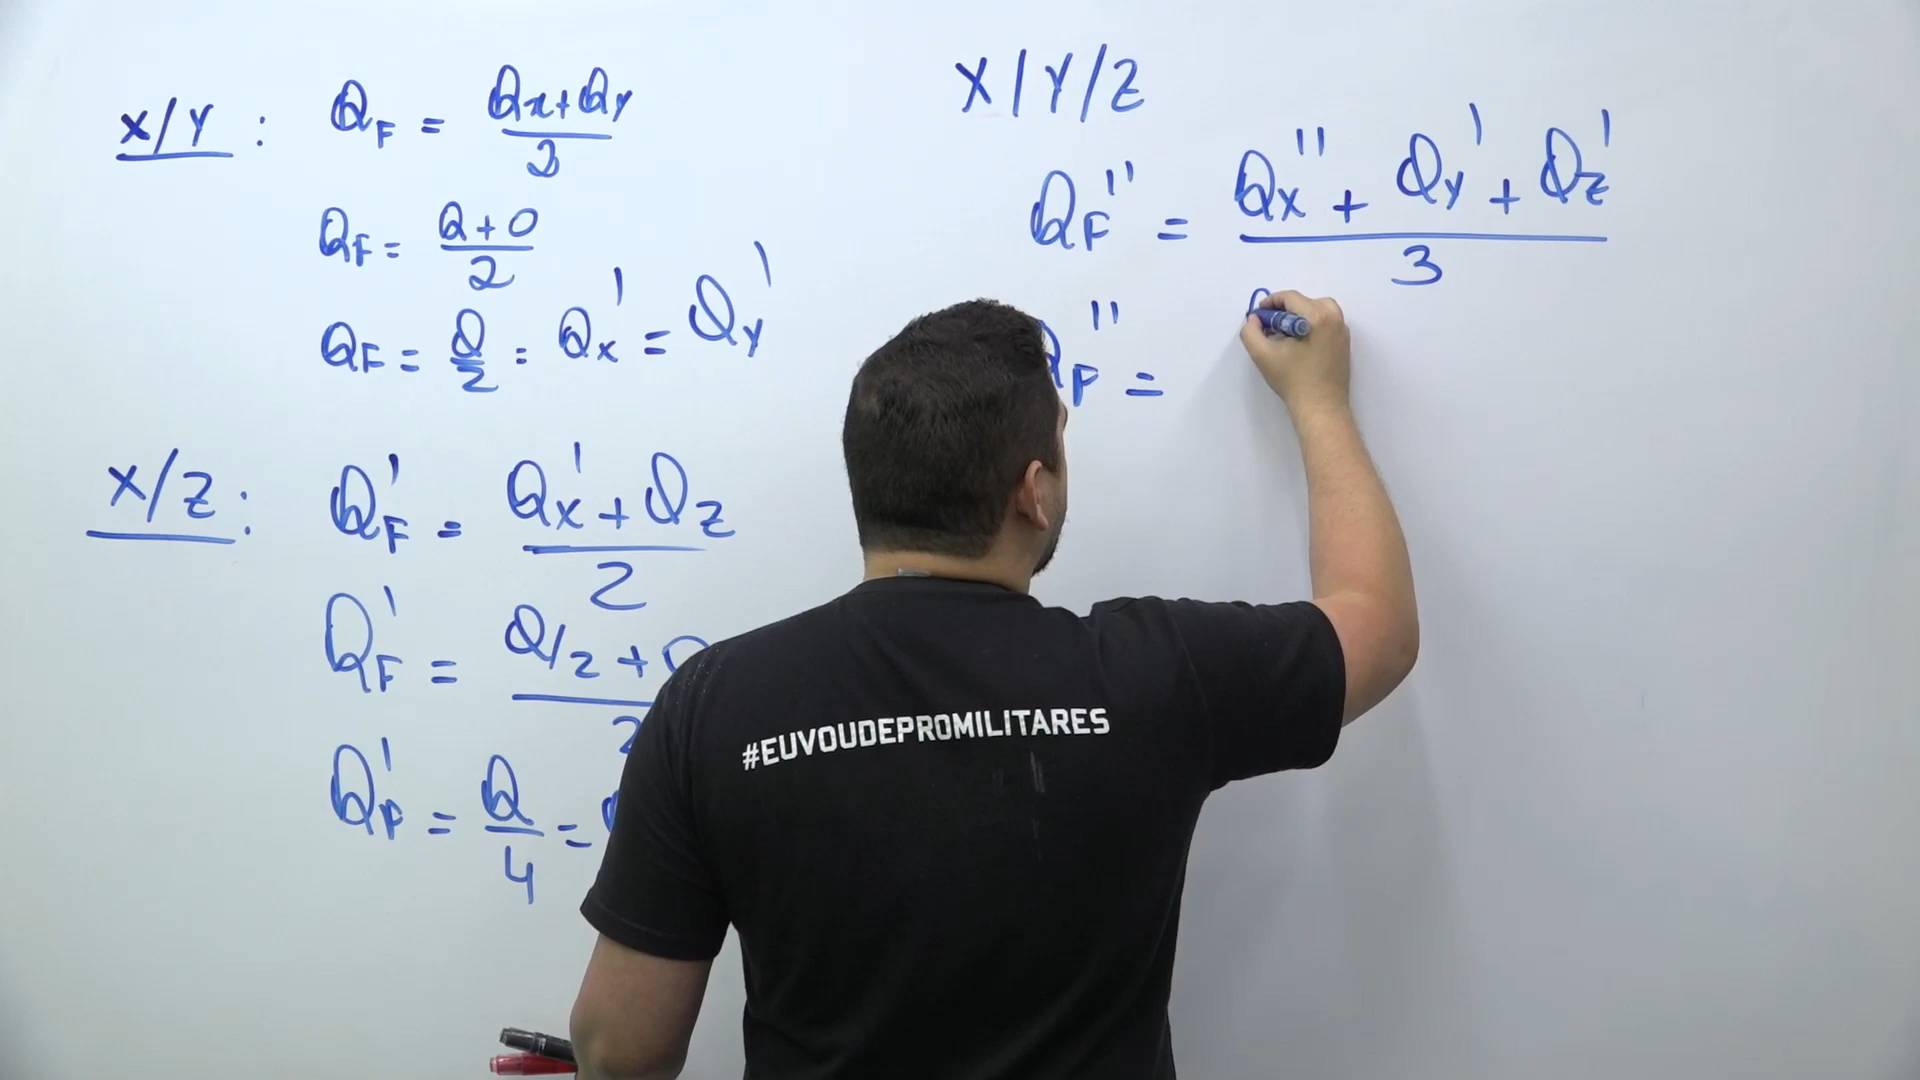 X/Y : QF = Qx+Qy / 2
QF = Q+0 / 2
QF = Q/2 = Qx' = Qy'
X/Z : QF' = Qx' + Qz / 2
QF' = Q/2 +
2
QF' = Q/4 =
X/Y/Z
QF'' = Qx'' + Qy' + Qz' / 3
QF'' =
#EUVOUDEPROMILITARES